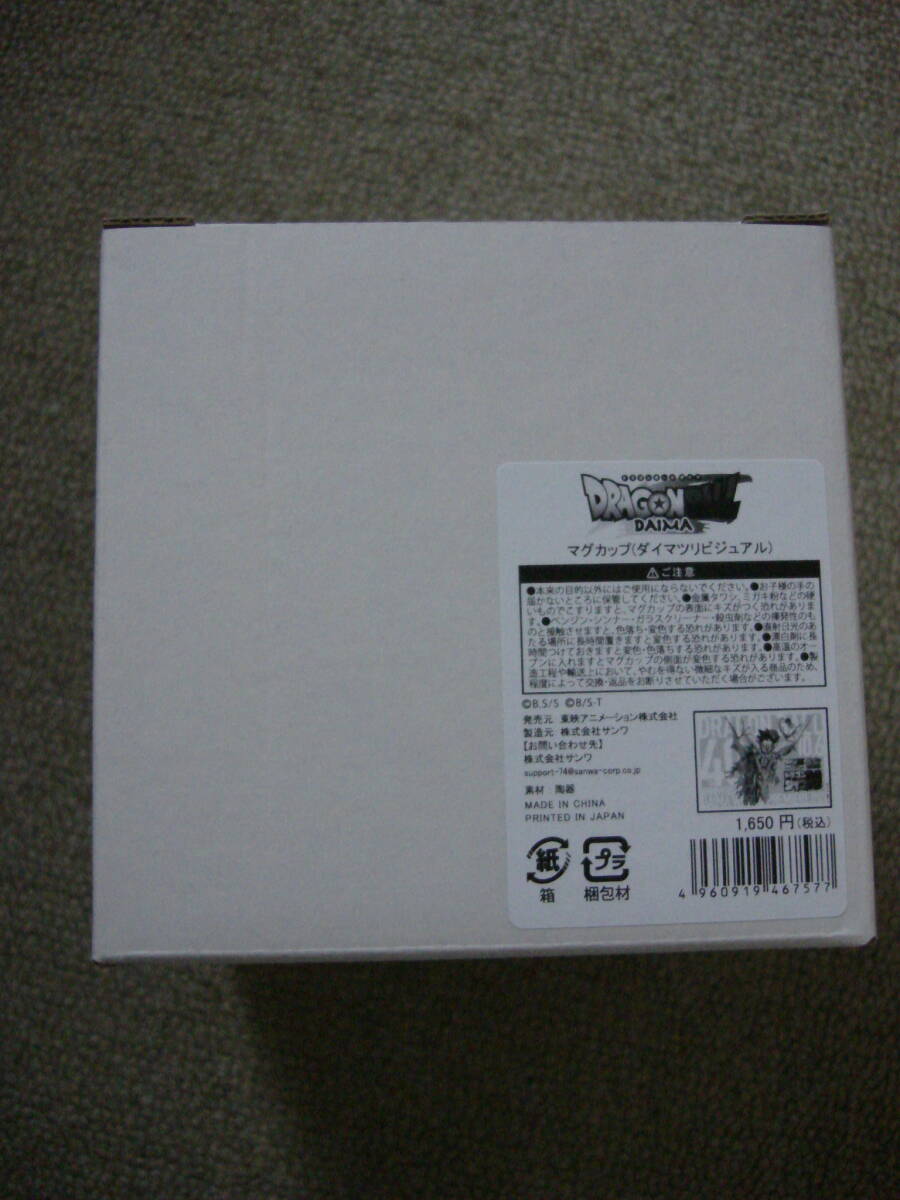 DRAGON BALL
DAIMA
マグカップ(ダイマツリビジュアル)
⚠ご注意
●本来の目的以外にはご使用にならないでください。●お子様の手の
届かないところに保管してください。●金属タワシ、ミガキ粉などの硬
いものでこすりますと、マグカップの表面にキズがつく恐れがありま
す。●ベンジン・シンナー・ガラスクリーナー・殺虫剤などの揮発性のも
のと接触させますと、色落ち・変色する恐れがあります。●直射日光のあ
たる場所に長時間置きますと変色する恐れがあります。●漂白剤に長
時間つけておきますと変色・色落ちする恐れがあります。●高温のオー
ブンに入れますとマグカップの側面が変色する恐れがあります。●製
造工程や輸送上において、やむを得ない微細なキズが入る商品のため、
程度によって交換・返品をお断りさせていただく場合がございます。
©B.S/S ©B/S-T
発売元 東映アニメーション株式会社
製造元 株式会社サンワ
【お問い合わせ先】
株式会社サンワ
support-74@sanwa-corp.co.jp
素材 陶器
MADE IN CHINA
PRINTED IN JAPAN
DRAGON BALL
1,650 円(税込)
紙
箱
プラ
梱包材
4 960919 467577